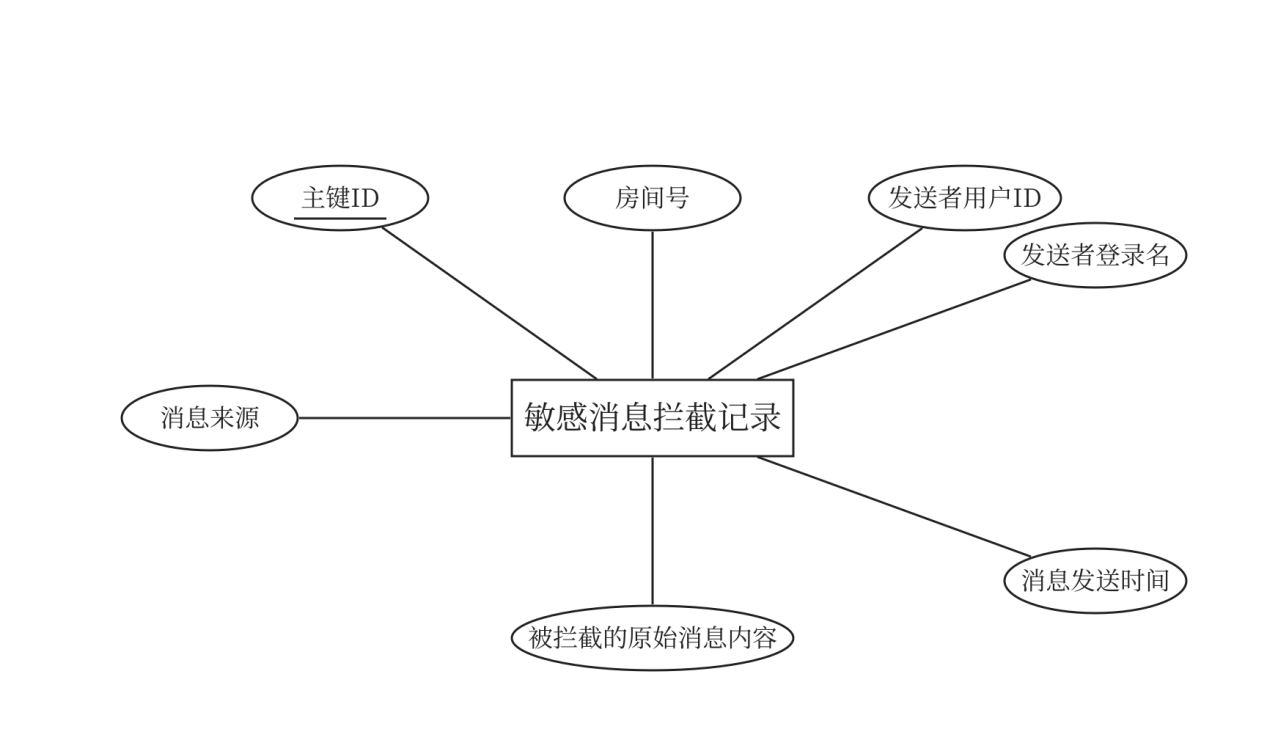 主键ID
房间号
发送者用户ID
发送者登录名
敏感消息拦截记录
消息来源
消息发送时间
被拦截的原始消息内容